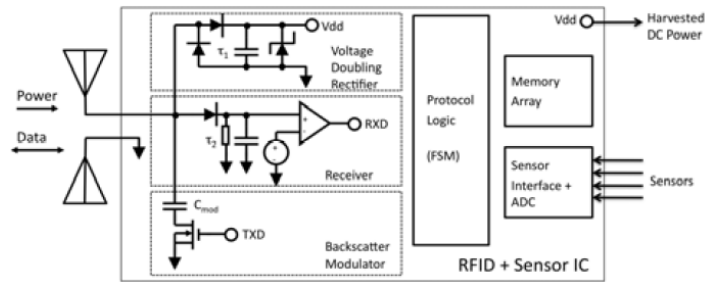 Power
Data
τ1
Vdd
Voltage
Doubling
Rectifier
τ2
+
-
RXD
+
-
Receiver
Cmod
TXD
Backscatter
Modulator
Protocol
Logic
(FSM)
Vdd
Harvested
DC Power
Memory
Array
Sensor
Interface +
ADC
Sensors
RFID + Sensor IC